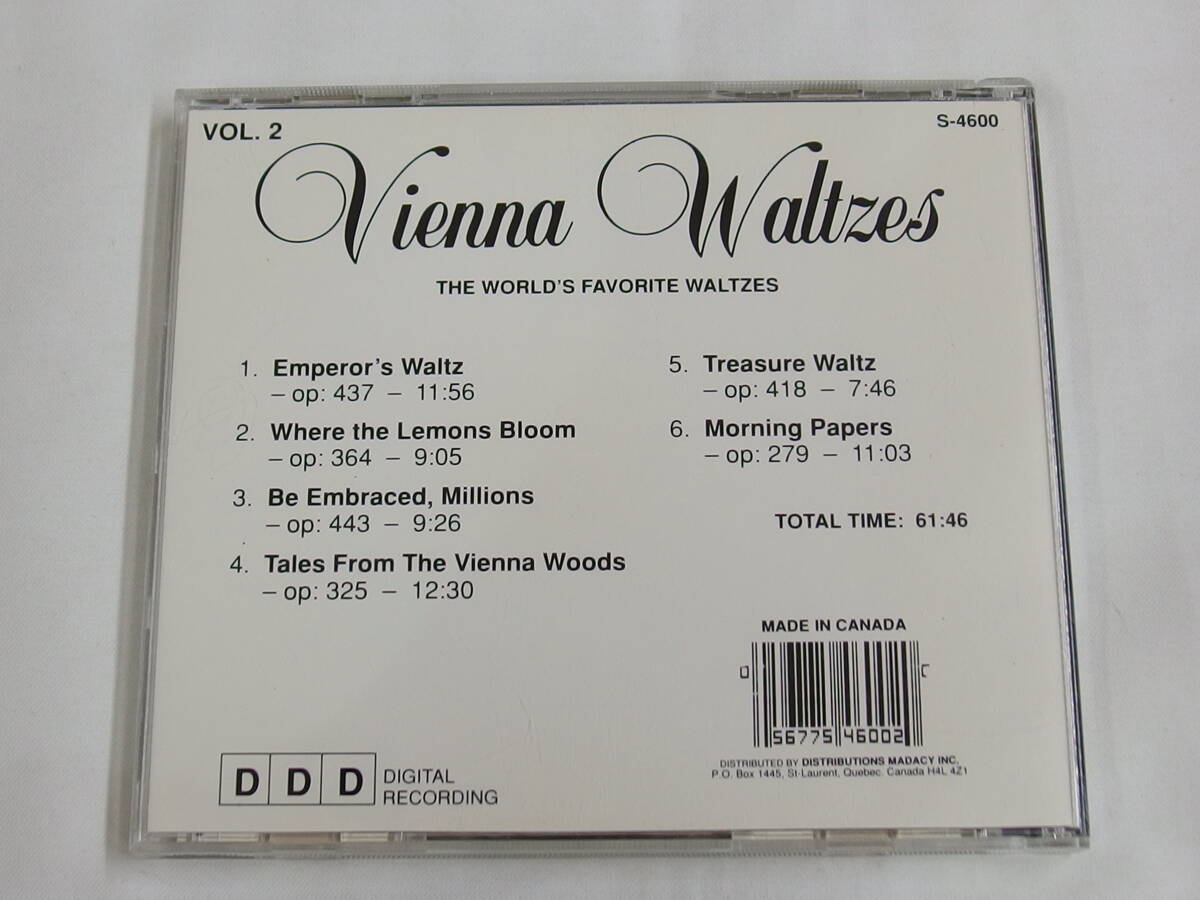 VOL. 2
S-4600
Vienna Waltzes
THE WORLD'S FAVORITE WALTZES
1. Emperor's Waltz
– op: 437 – 11:56
2. Where the Lemons Bloom
– op: 364 – 9:05
3. Be Embraced, Millions
– op: 443 – 9:26
4. Tales From The Vienna Woods
– op: 325 – 12:30
5. Treasure Waltz
– op: 418 – 7:46
6. Morning Papers
– op: 279 – 11:03
TOTAL TIME: 61:46
MADE IN CANADA
0
56775 46002
DISTRIBUTED BY DISTRIBUTIONS MADACY INC.
P.O. Box 1445, St-Laurent, Quebec. Canada H4L 4Z1
D D D DIGITAL
RECORDING